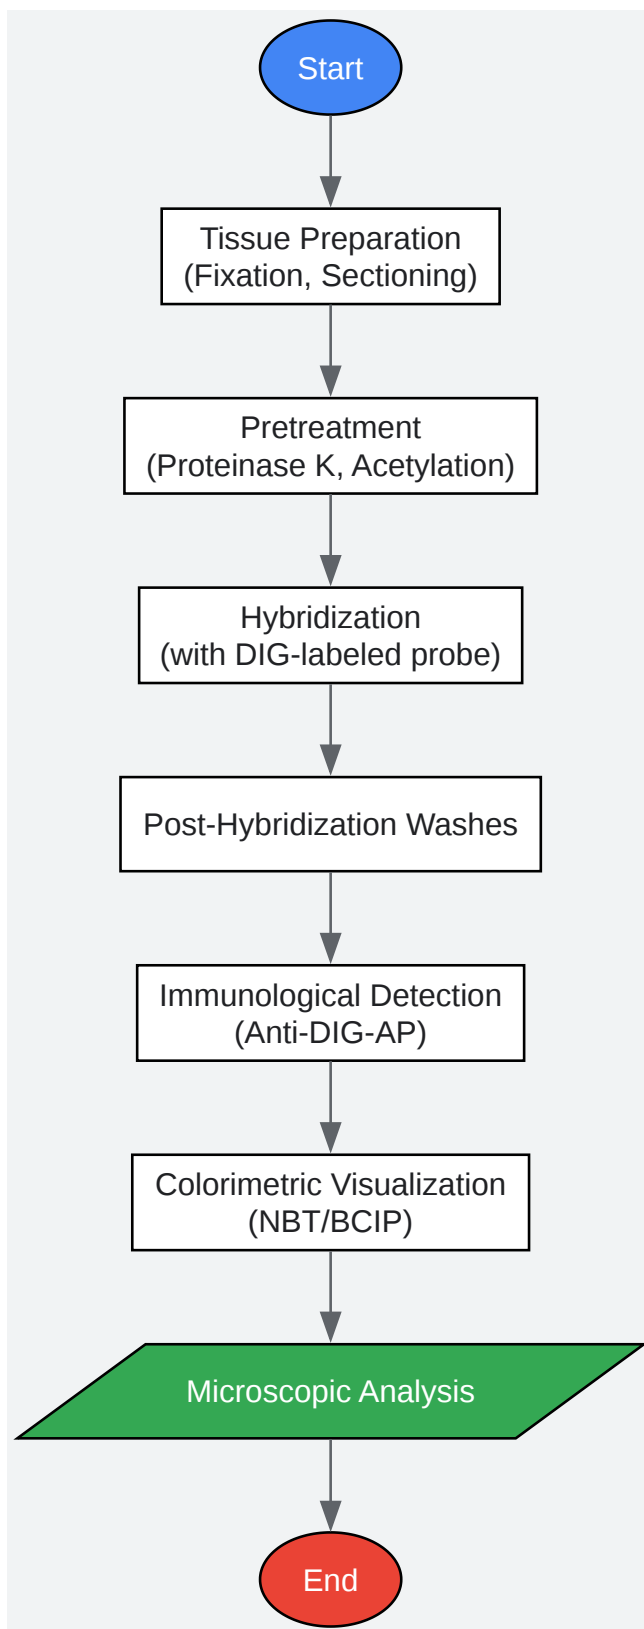 Start
Tissue Preparation
(Fixation, Sectioning)
Pretreatment
(Proteinase K, Acetylation)
Hybridization
(with DIG-labeled probe)
Post-Hybridization Washes
Immunological Detection
(Anti-DIG-AP)
Colorimetric Visualization
(NBT/BCIP)
Microscopic Analysis
End